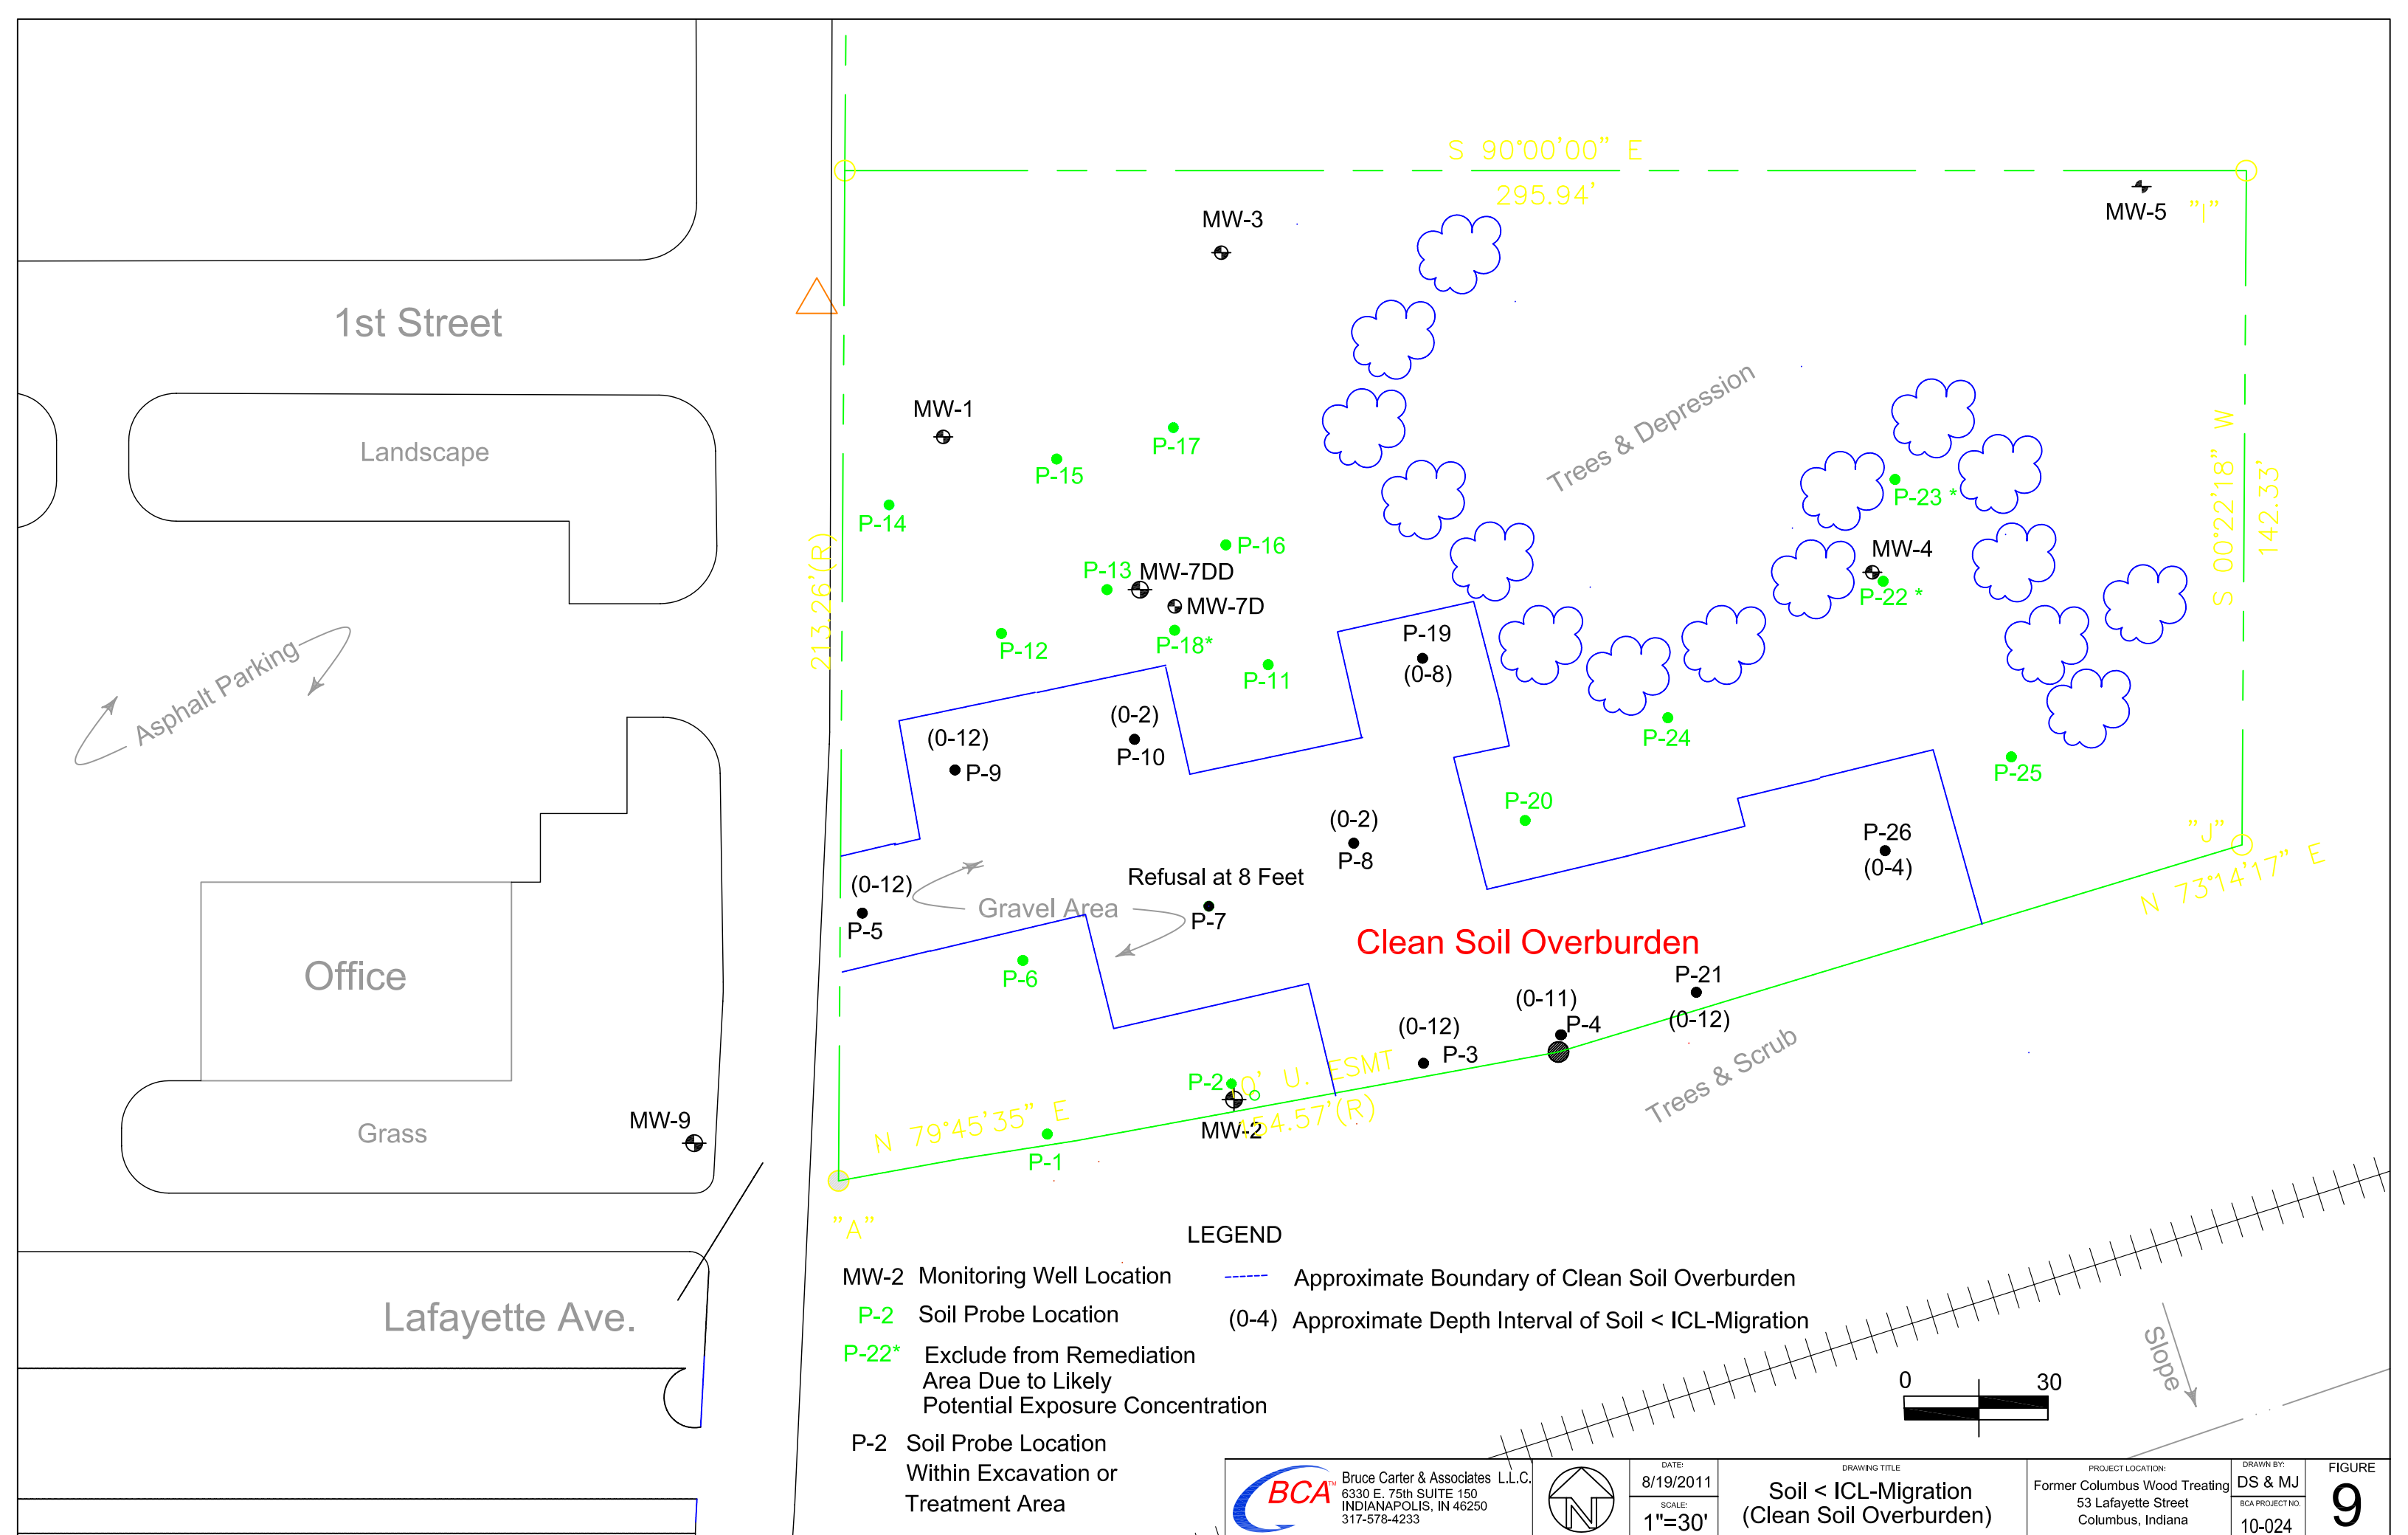 S 90°00'00" E
295.94'
MW-3
MW-5
"I"
1st Street
MW-1
Landscape
P-17
P-15
P-14
Trees & Depression
P-23 *
S 00°22'18" W
142.33'
213.26'(R)
P-16
P-13
MW-7DD
MW-7D
MW-4
P-22 *
P-12
P-18*
P-11
P-19
(0-8)
Asphalt Parking
(0-12)
P-9
(0-2)
P-10
P-24
P-25
P-20
(0-2)
P-8
P-26
(0-4)
"J"
N 73°14'17" E
(0-12)
P-5
Refusal at 8 Feet
Gravel Area
P-7
Clean Soil Overburden
Office
P-6
P-21
(0-12)
(0-11)
P-4
(0-12)
P-3
Trees & Scrub
P-2
0' U. ESMT
154.57'(R)
MW-2
N 79°45'35" E
P-1
MW-9
Grass
"A"
LEGEND
MW-2 Monitoring Well Location
Approximate Boundary of Clean Soil Overburden
P-2 Soil Probe Location
(0-4) Approximate Depth Interval of Soil < ICL-Migration
P-22* Exclude from Remediation
Area Due to Likely
Potential Exposure Concentration
P-2 Soil Probe Location
Within Excavation or
Treatment Area
Lafayette Ave.
Slope
0 30
BCA™
Bruce Carter & Associates L.L.C.
6330 E. 75th SUITE 150
INDIANAPOLIS, IN 46250
317-578-4233
N
DATE:
8/19/2011
SCALE:
1"=30'
DRAWING TITLE
Soil < ICL-Migration
(Clean Soil Overburden)
PROJECT LOCATION:
Former Columbus Wood Treating
53 Lafayette Street
Columbus, Indiana
DRAWN BY:
DS & MJ
BCA PROJECT NO.
10-024
FIGURE
9